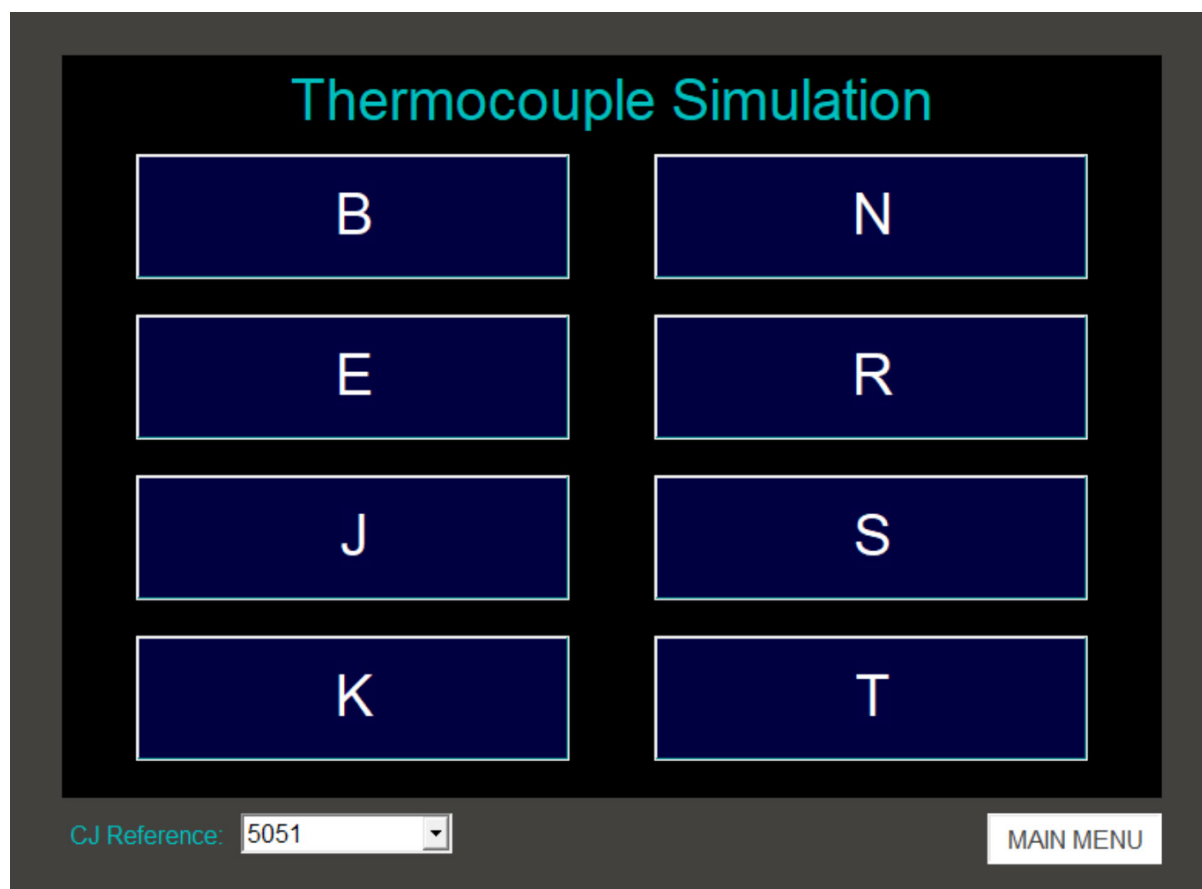 Thermocouple Simulation
B
N
E
R
J
S
K
T
CJ Reference: 5051
MAIN MENU